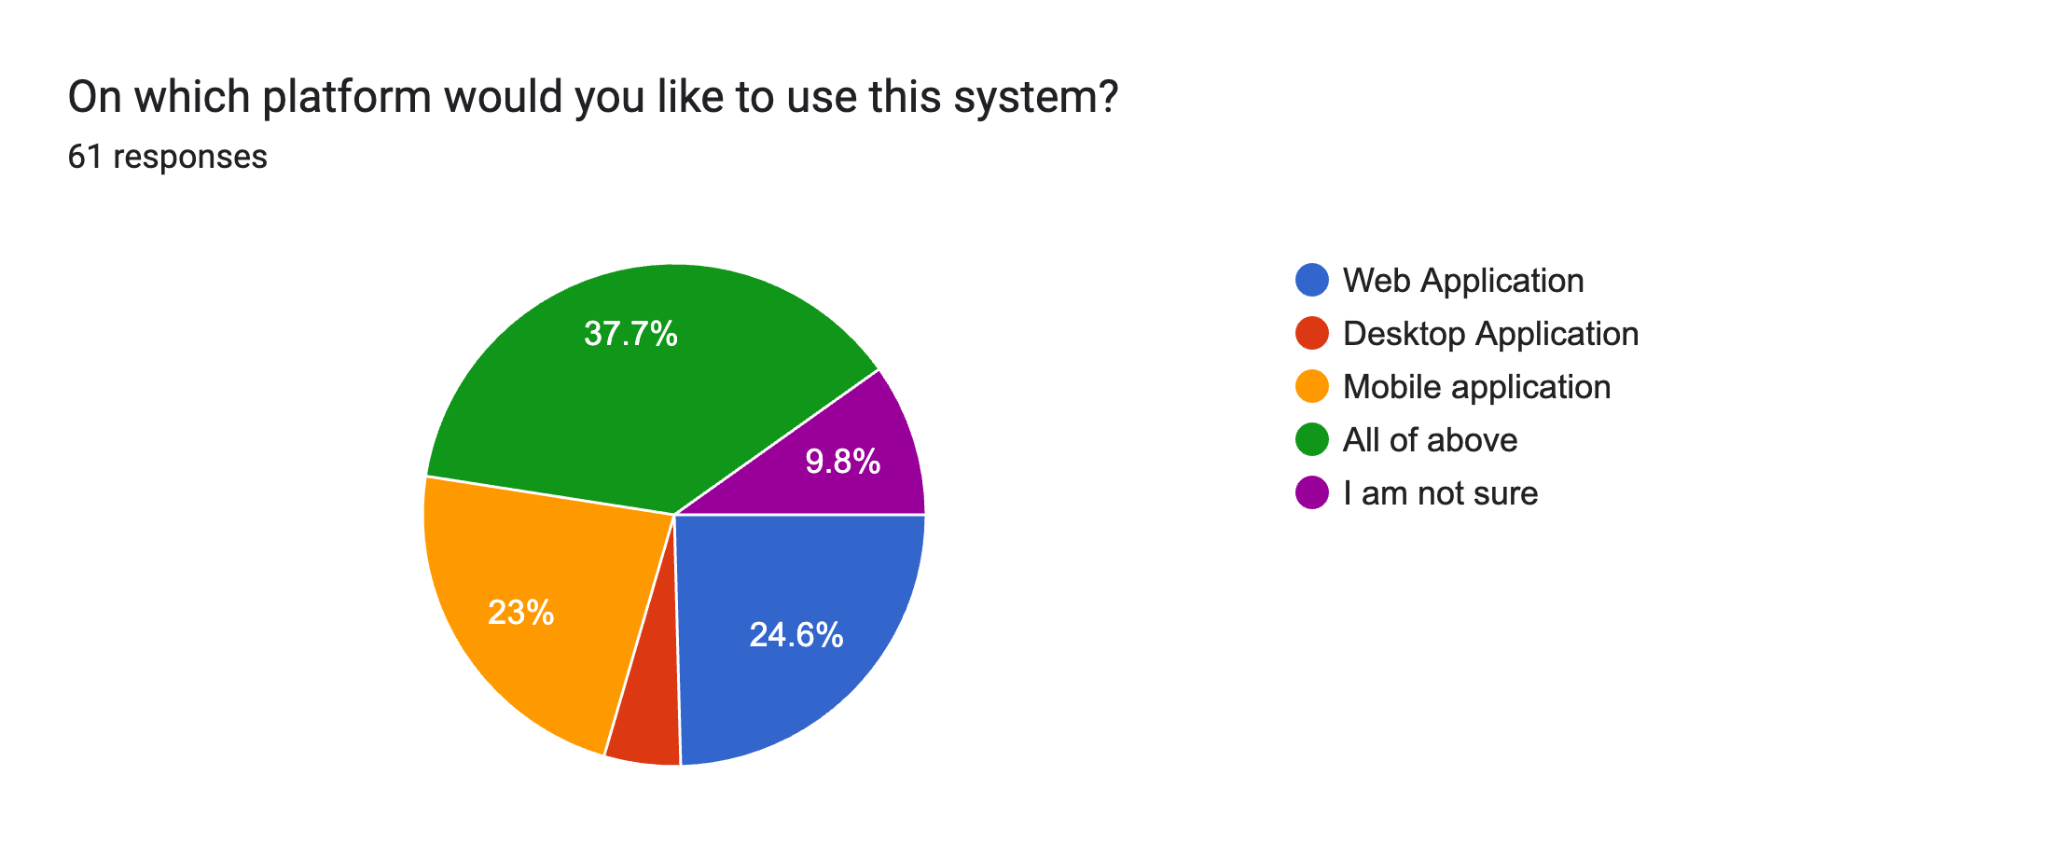 On which platform would you like to use this system?
61 responses
37.7%
9.8%
23%
24.6%
Web Application
Desktop Application
Mobile application
All of above
I am not sure